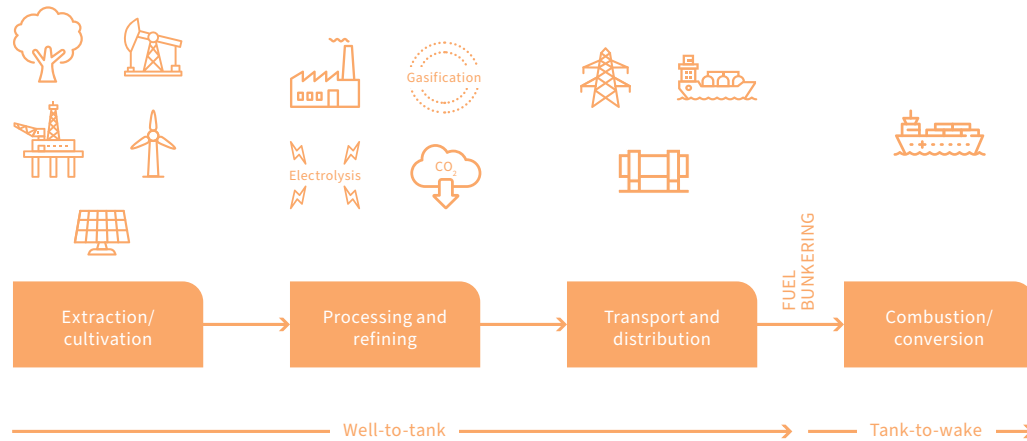 Gasification
Electrolysis
CO₂
FUEL
BUNKERING
Extraction/
cultivation
Processing and
refining
Transport and
distribution
Combustion/
conversion
Well-to-tank
Tank-to-wake